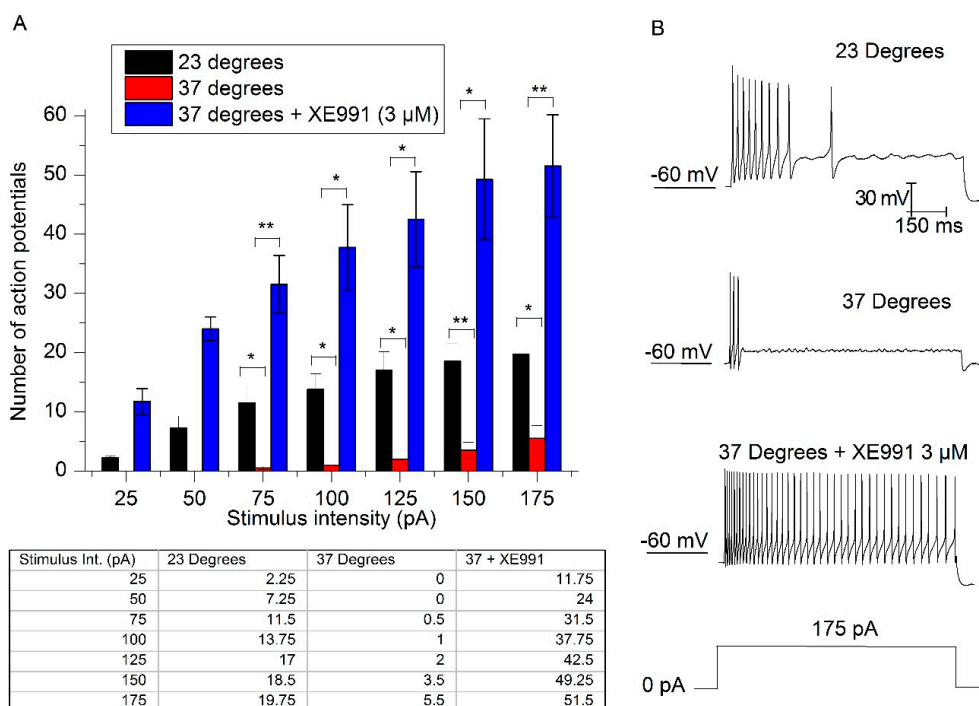 A
23 degrees
37 degrees
37 degrees + XE991 (3 µM)
Number of action potentials
60
50
40
30
20
10
0
** * * * **
* * * ** *
25 50 75 100 125 150 175
Stimulus intensity (pA)
Stimulus Int. (pA) 23 Degrees 37 Degrees 37 + XE991
25 2.25 0 11.75
50 7.25 0 24
75 11.5 0.5 31.5
100 13.75 1 37.75
125 17 2 42.5
150 18.5 3.5 49.25
175 19.75 5.5 51.5
B
23 Degrees
-60 mV
30 mV
150 ms
37 Degrees
-60 mV
37 Degrees + XE991 3 µM
-60 mV
175 pA
0 pA